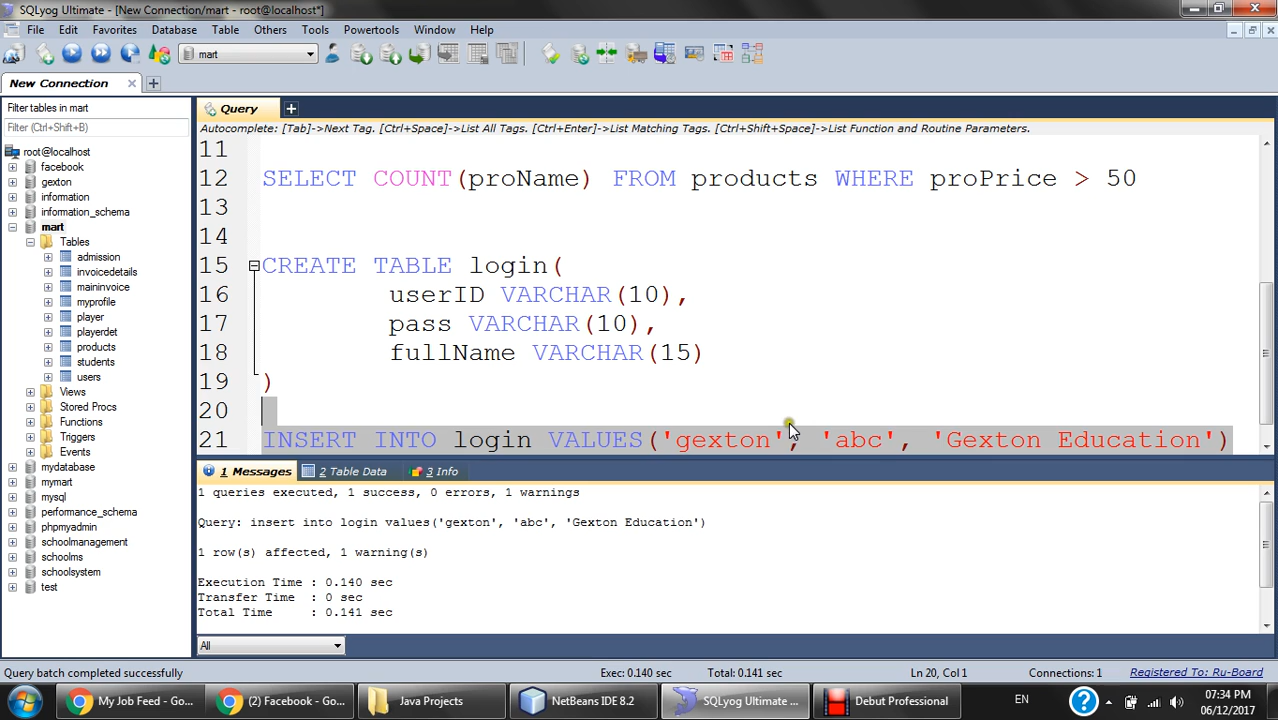 SQLyog Ultimate - [New Connection/mart - root@localhost*]
File Edit Favorites Database Table Others Tools Powertools Window Help
mart
New Connection
Filter tables in mart
Filter (Ctrl+Shift+B)
root@localhost
facebook
gexton
information
information_schema
mart
Tables
admission
invoicedetails
maininvoice
myprofile
player
playerdet
products
students
users
Views
Stored Procs
Functions
Triggers
Events
mydatabase
mymart
mysql
performance_schema
phpmyadmin
schoolmanagement
schoolms
schoolsystem
test
Query
Autocomplete: [Tab]->Next Tag. [Ctrl+Space]->List All Tags. [Ctrl+Enter]->List Matching Tags. [Ctrl+Shift+Space]->List Function and Routine Parameters.
11
12 SELECT COUNT(proName) FROM products WHERE proPrice > 50
13
14
15 CREATE TABLE login(
16 userID VARCHAR(10),
17 pass VARCHAR(10),
18 fullName VARCHAR(15)
19 )
20
21 INSERT INTO login VALUES('gexton', 'abc', 'Gexton Education')
1 Messages 2 Table Data 3 Info
1 queries executed, 1 success, 0 errors, 1 warnings
Query: insert into login values('gexton', 'abc', 'Gexton Education')
1 row(s) affected, 1 warning(s)
Execution Time : 0.140 sec
Transfer Time : 0 sec
Total Time : 0.141 sec
All
Query batch completed successfully Exec: 0.140 sec Total: 0.141 sec Ln 20, Col 1 Connections: 1 Registered To: Ru-Board
My Job Feed - Go... (2) Facebook - Goo... Java Projects NetBeans IDE 8.2 SQLyog Ultimate ... Debut Professional EN 07:34 PM
06/12/2017